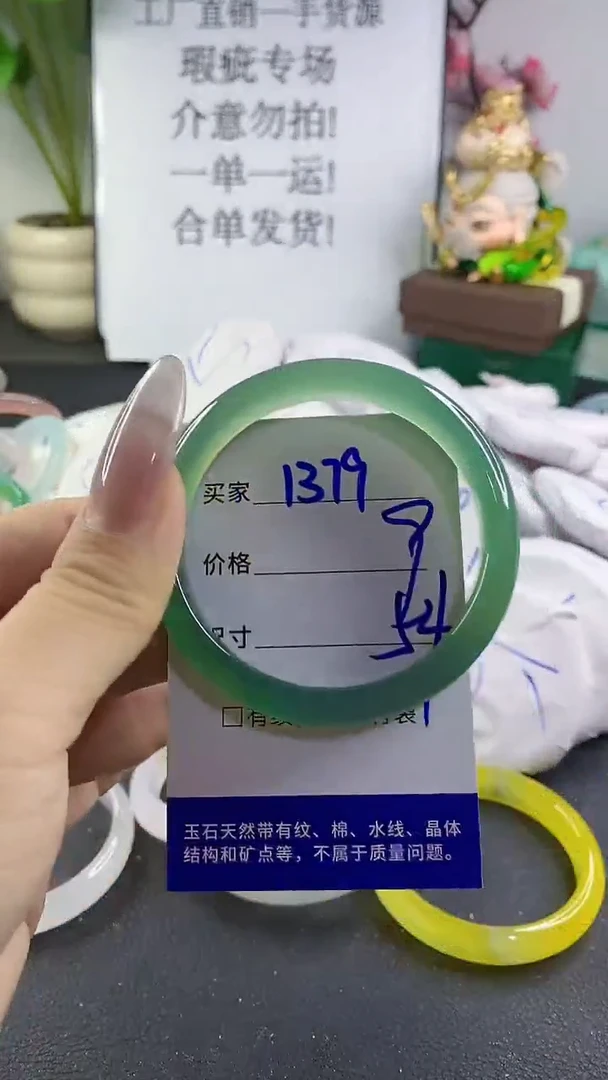 工厂直销一手货源
瑕疵专场
介意勿拍!
一单一运!
合单发货!
买家 1379
价格
尺寸 54
玉石天然带有纹、棉、水线、晶体
结构和矿点等，不属于质量问题。